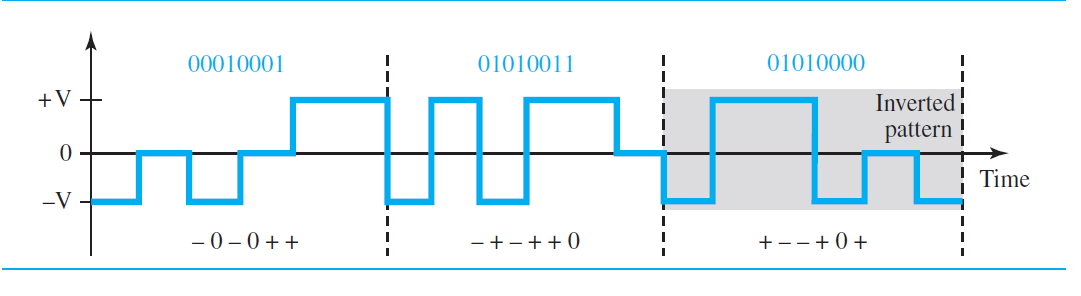 00010001 01010011 01010000
+V
Inverted
pattern
0
Time
–V
– 0 – 0 + + – + – + + 0 + – – + 0 +